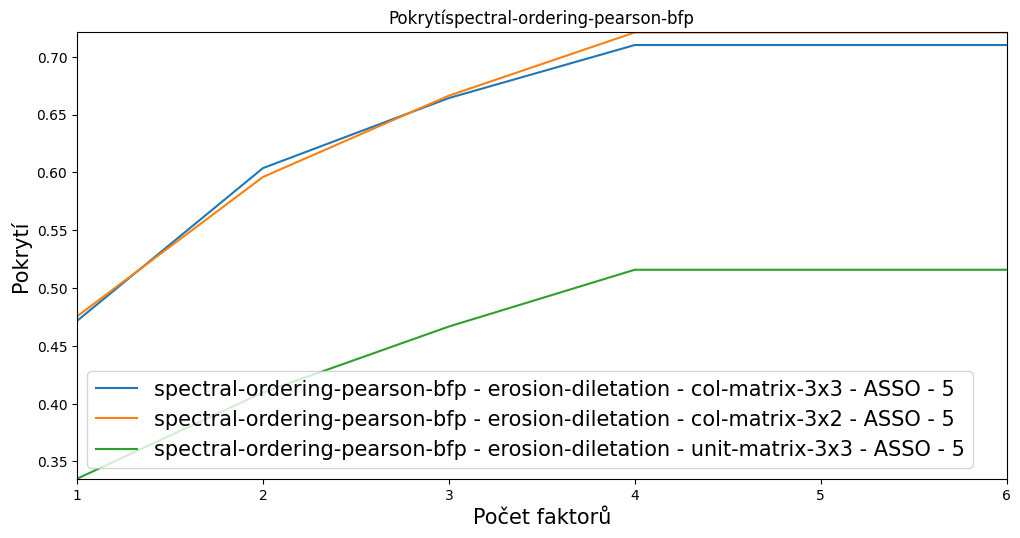 Pokrytíspectral-ordering-pearson-bfp
0.70
0.65
0.60
0.55
0.50
0.45
0.40
0.35
Pokrytí
spectral-ordering-pearson-bfp - erosion-diletation - col-matrix-3x3 - ASSO - 5
spectral-ordering-pearson-bfp - erosion-diletation - col-matrix-3x2 - ASSO - 5
spectral-ordering-pearson-bfp - erosion-diletation - unit-matrix-3x3 - ASSO - 5
1 2 3 4 5 6
Počet faktorů